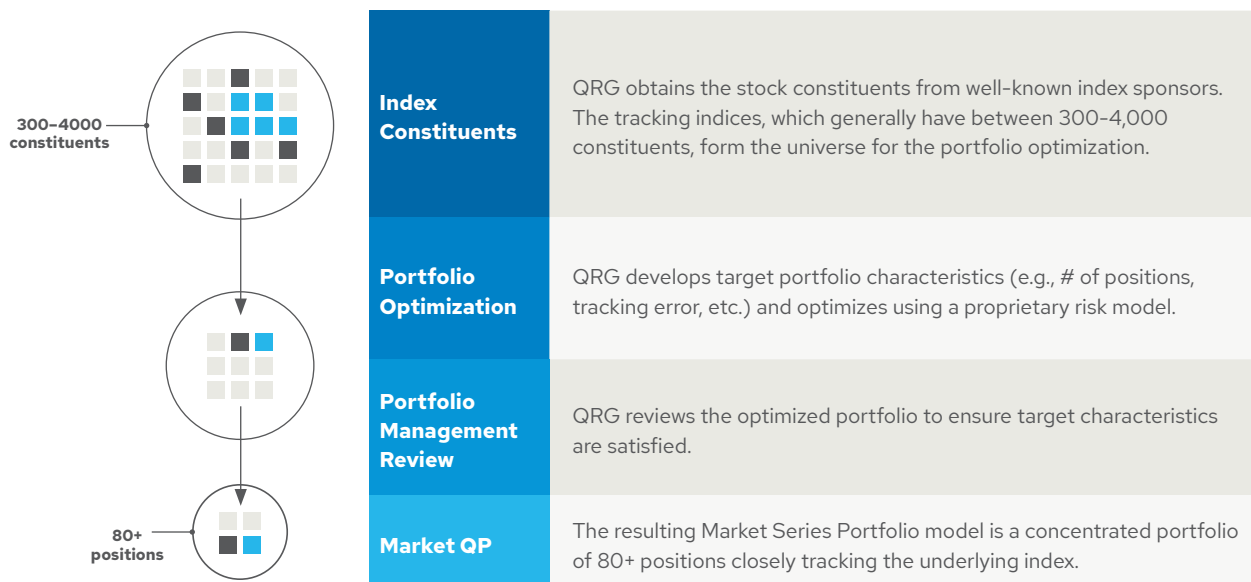 300–4000
constituents
80+
positions
Index
Constituents
QRG obtains the stock constituents from well-known index sponsors.
The tracking indices, which generally have between 300-4,000
constituents, form the universe for the portfolio optimization.
Portfolio
Optimization
QRG develops target portfolio characteristics (e.g., # of positions,
tracking error, etc.) and optimizes using a proprietary risk model.
Portfolio
Management
Review
QRG reviews the optimized portfolio to ensure target characteristics
are satisfied.
Market QP
The resulting Market Series Portfolio model is a concentrated portfolio
of 80+ positions closely tracking the underlying index.